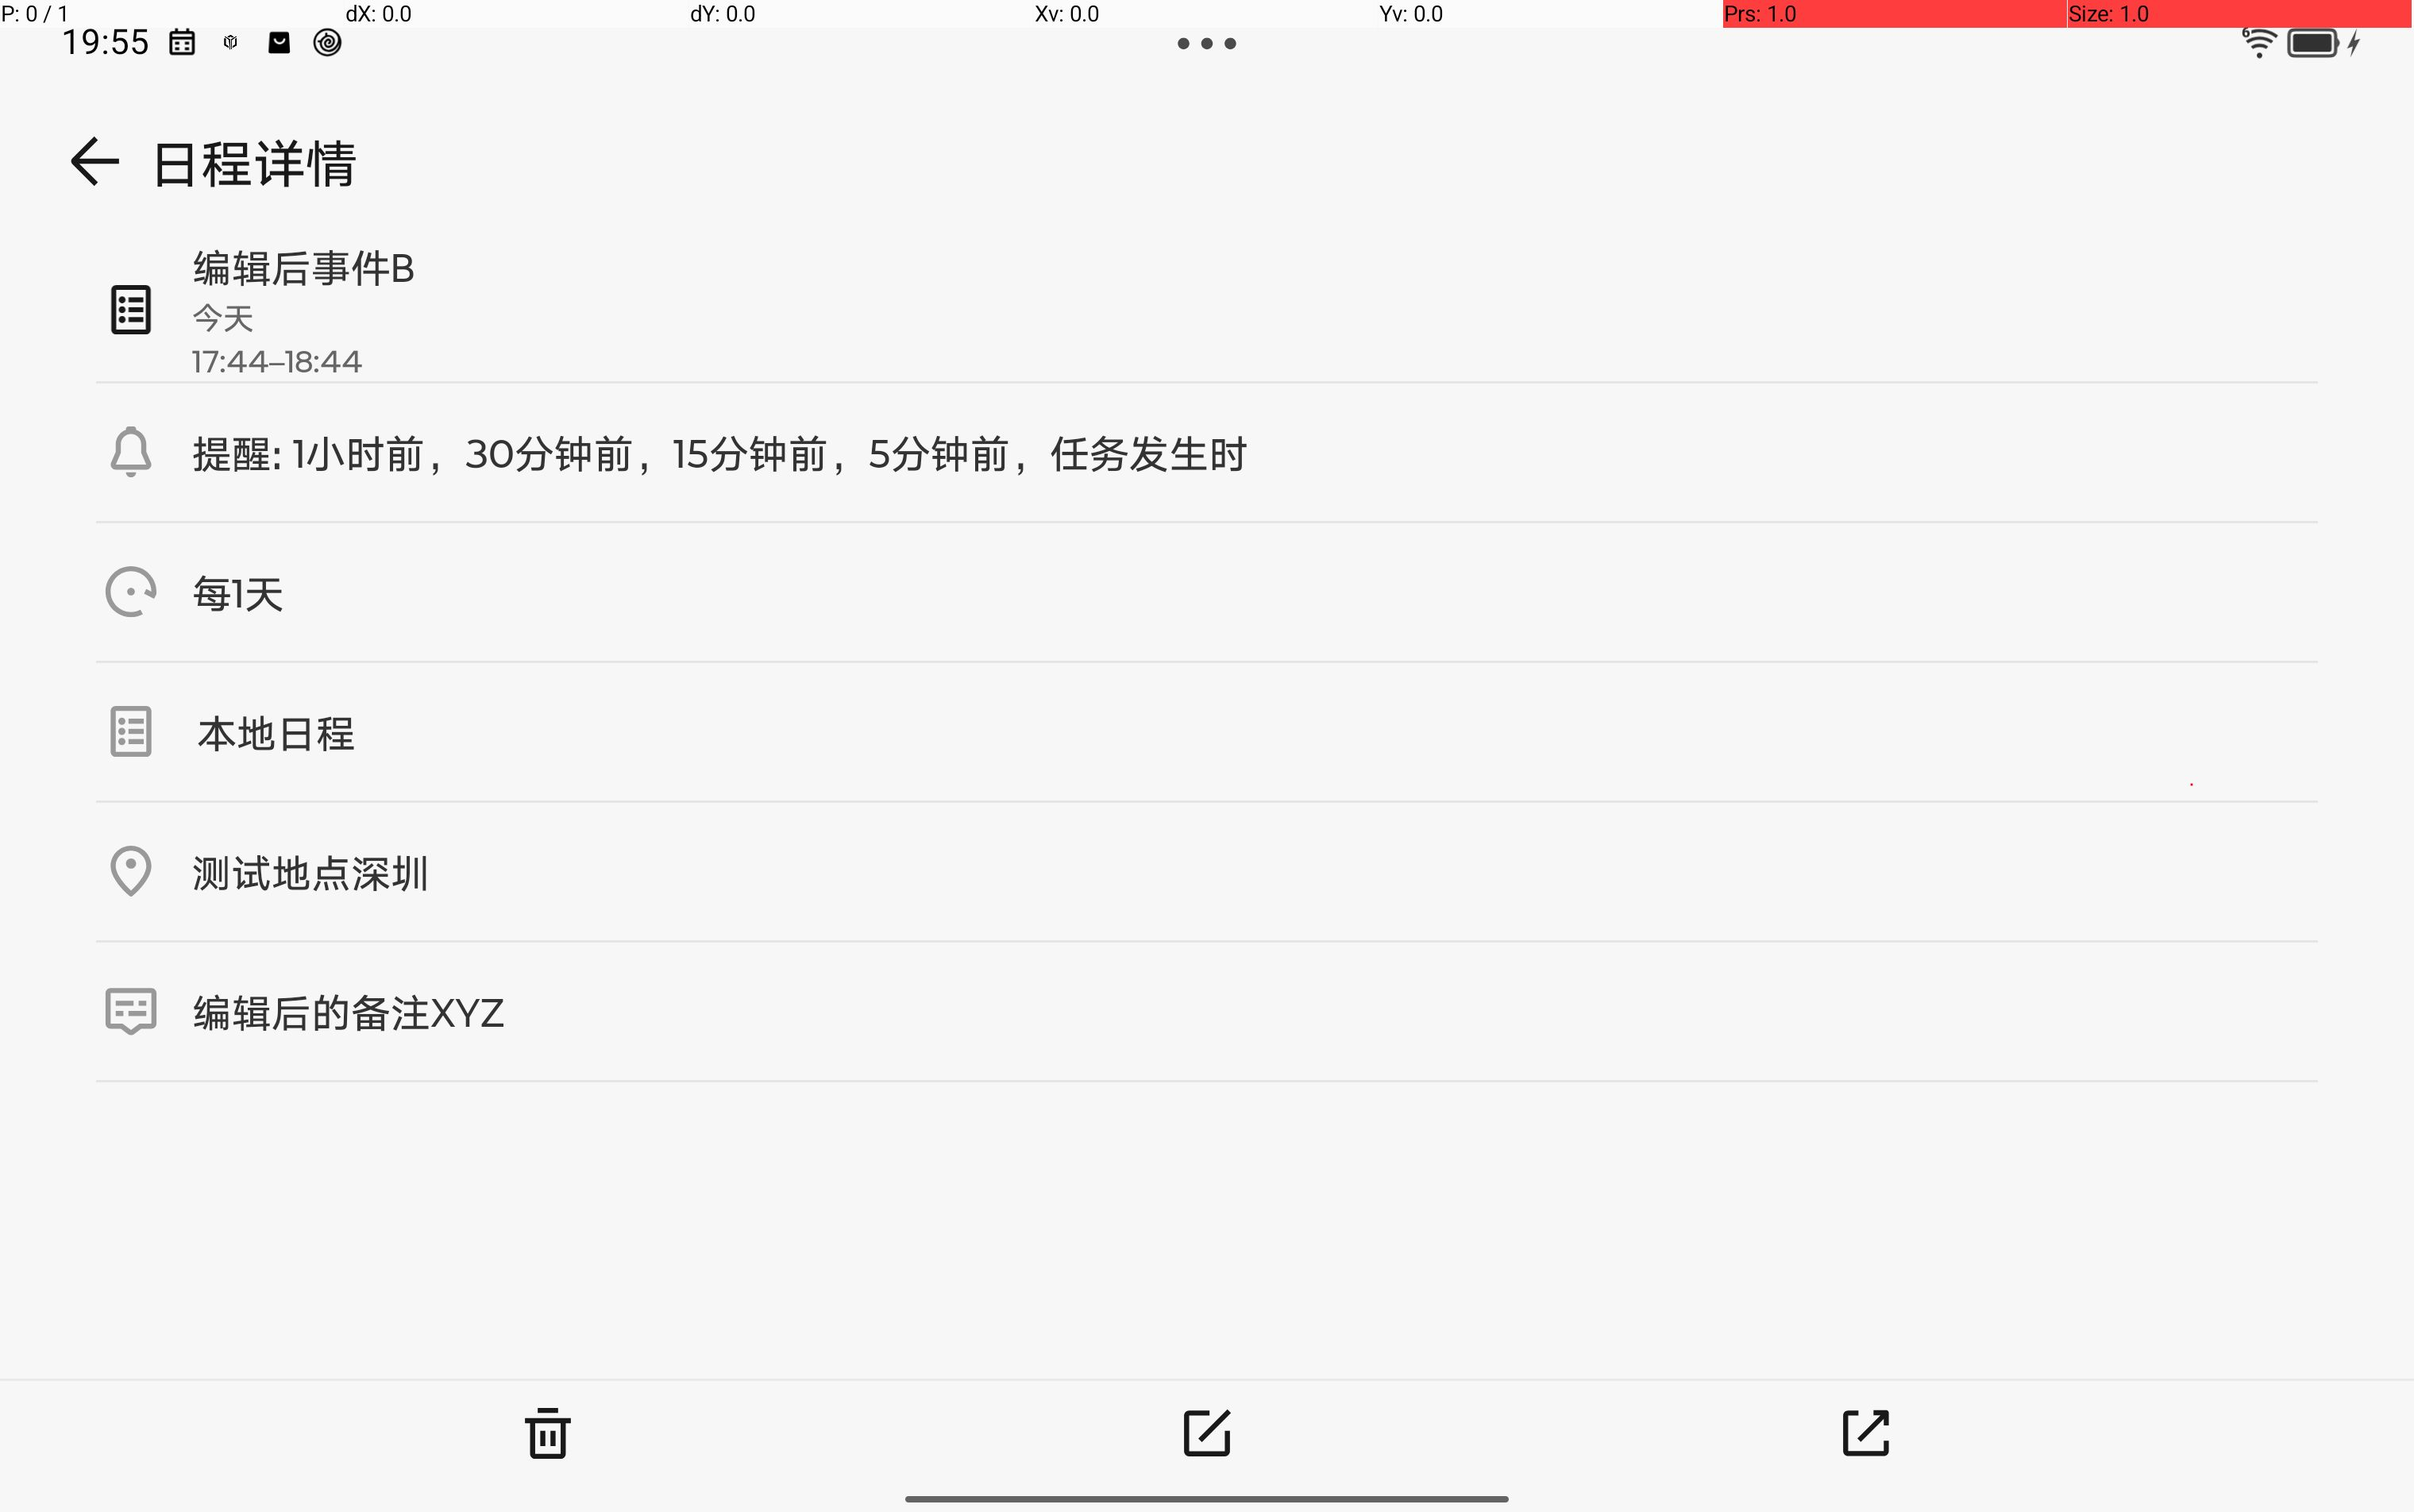 P: 0 / 1 dX: 0.0 dY: 0.0 Xv: 0.0 Yv: 0.0 Prs: 1.0 Size: 1.0
19:55 6
日程详情
编辑后事件B
今天
17:44–18:44
提醒: 1小时前，30分钟前，15分钟前，5分钟前，任务发生时
每1天
本地日程
测试地点深圳
编辑后的备注XYZ